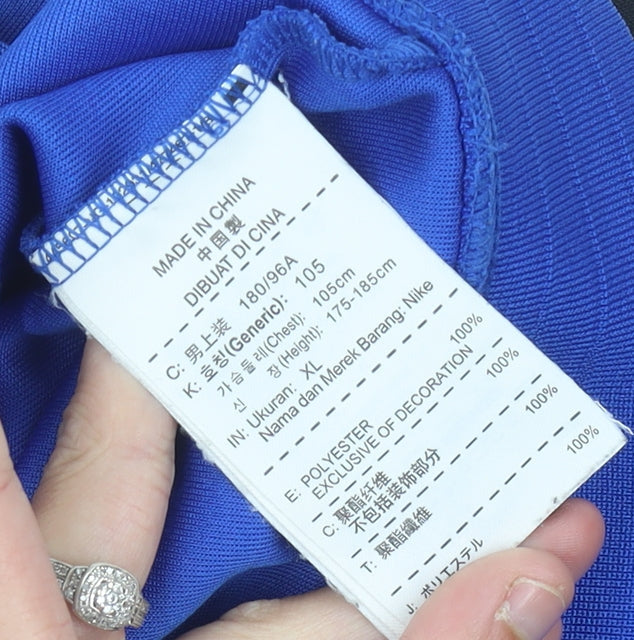 MADE IN CHINA
中国製
DIBUAT DI CINA
C: 男上装 180/96A
K: 호칭(Generic): 105
가슴둘레(Chest): 105cm
신 장(Height): 175-185cm
IN: Ukuran: XL
Nama dan Merek Barang: Nike
E: POLYESTER 100%
EXCLUSIVE OF DECORATION
C: 聚酯纤维 100%
不包括装饰部分
T: 聚酯纖維 100%
J: ポリエステル 100%